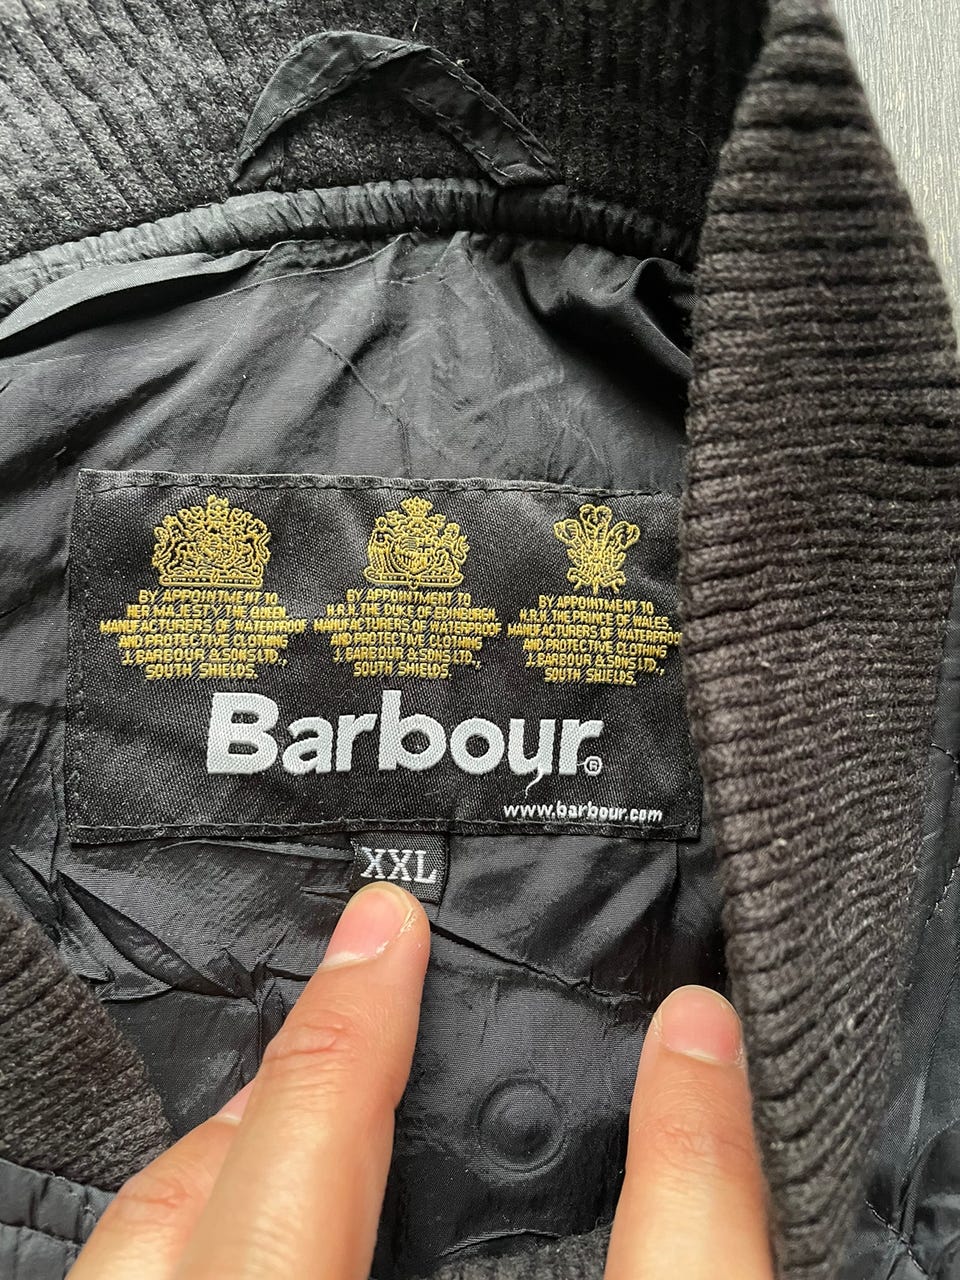 BY APPOINTMENT TO
HER MAJESTY THE QUEEN
MANUFACTURERS OF WATERPROOF
AND PROTECTIVE CLOTHING
J. BARBOUR & SONS LTD.,
SOUTH SHIELDS.
BY APPOINTMENT TO
H.R.H. THE DUKE OF EDINBURGH
MANUFACTURERS OF WATERPROOF
AND PROTECTIVE CLOTHING
J. BARBOUR & SONS LTD.,
SOUTH SHIELDS.
BY APPOINTMENT TO
H.R.H. THE PRINCE OF WALES.
MANUFACTURERS OF WATERPROOF
AND PROTECTIVE CLOTHING
J. BARBOUR & SONS LTD.,
SOUTH SHIELDS.
Barbour®
www.barbour.com
XXL